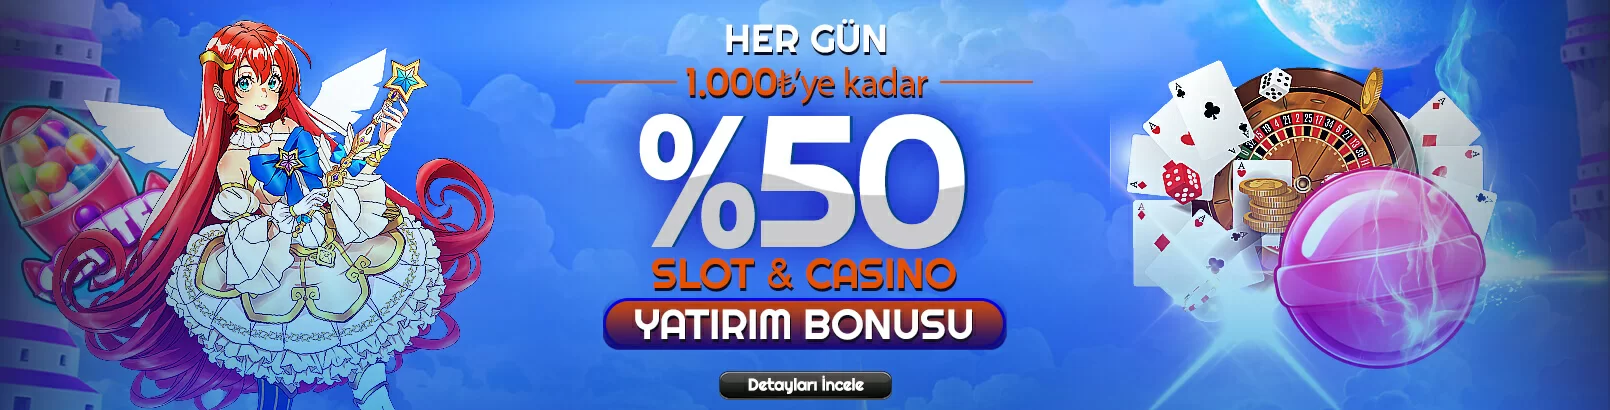 HER GÜN
1.000₺'ye kadar
%50
SLOT & CASINO
YATIRIM BONUSU
Detayları İncele